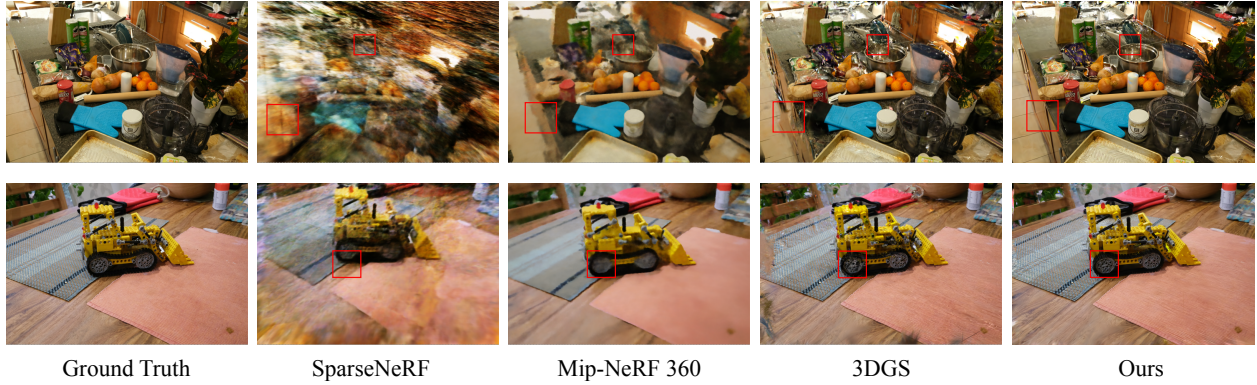 Ground Truth
SparseNeRF
Mip-NeRF 360
3DGS
Ours